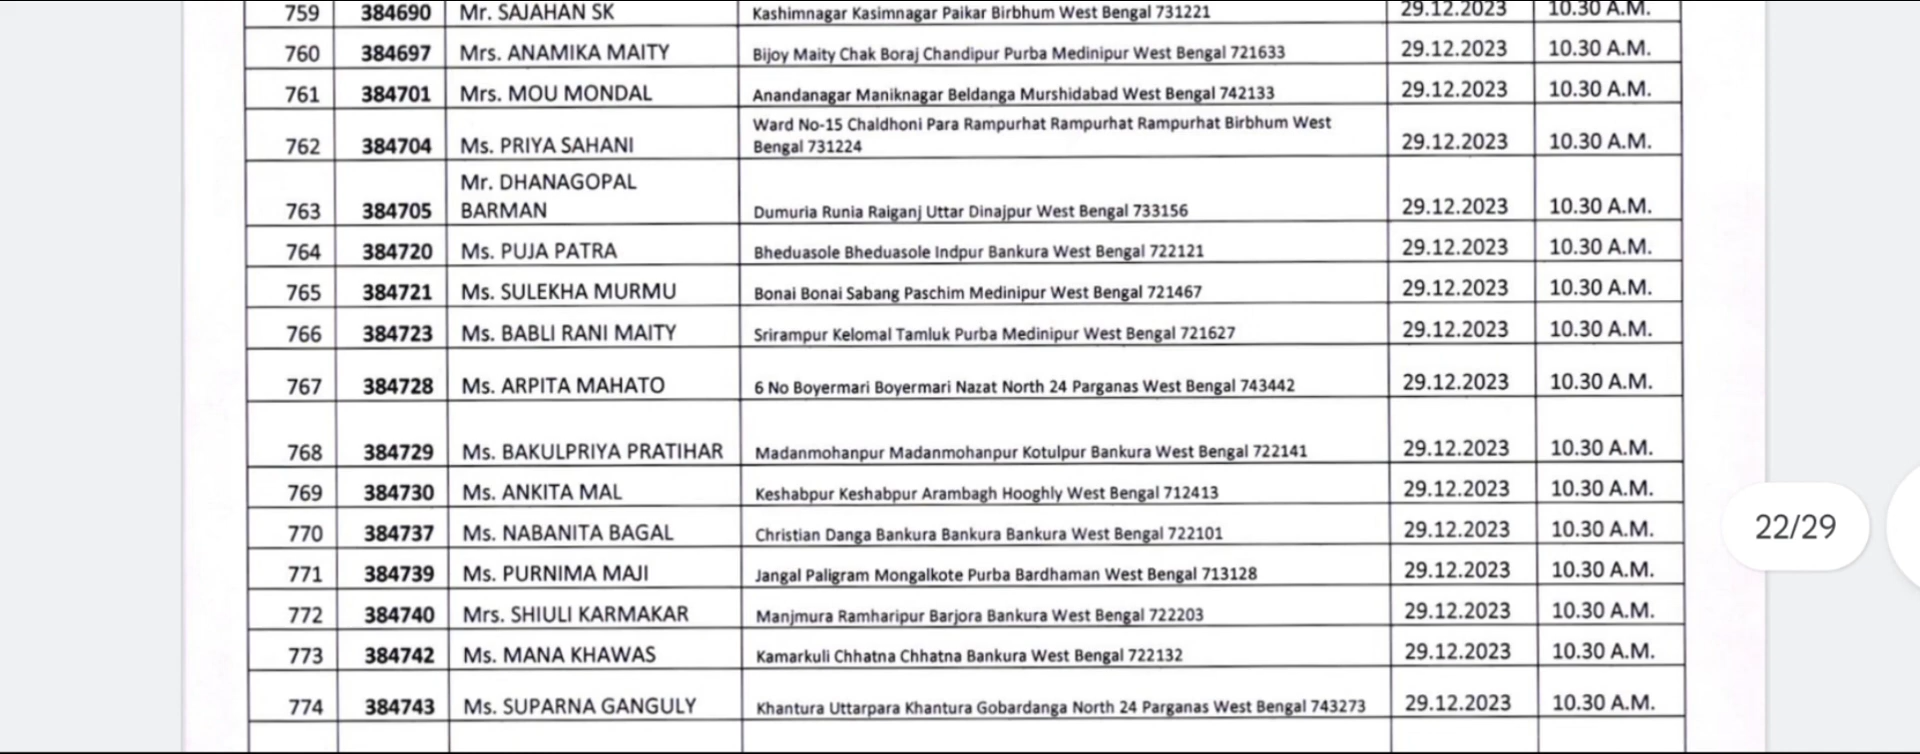 759 384690 Mr. SAJAHAN SK Kashimnagar Kasimnagar Paikar Birbhum West Bengal 731221 29.12.2023 10.30 A.M.
760 384697 Mrs. ANAMIKA MAITY Bijoy Maity Chak Boraj Chandipur Purba Medinipur West Bengal 721633 29.12.2023 10.30 A.M.
761 384701 Mrs. MOU MONDAL Anandanagar Maniknagar Beldanga Murshidabad West Bengal 742133 29.12.2023 10.30 A.M.
Ward No-15 Chaldhoni Para Rampurhat Rampurhat Rampurhat Birbhum West
762 384704 Ms. PRIYA SAHANI Bengal 731224 29.12.2023 10.30 A.M.
Mr. DHANAGOPAL
763 384705 BARMAN Dumuria Runia Raiganj Uttar Dinajpur West Bengal 733156 29.12.2023 10.30 A.M.
764 384720 Ms. PUJA PATRA Bheduasole Bheduasole Indpur Bankura West Bengal 722121 29.12.2023 10.30 A.M.
765 384721 Ms. SULEKHA MURMU Bonai Bonai Sabang Paschim Medinipur West Bengal 721467 29.12.2023 10.30 A.M.
766 384723 Ms. BABLI RANI MAITY Srirampur Kelomal Tamluk Purba Medinipur West Bengal 721627 29.12.2023 10.30 A.M.
767 384728 Ms. ARPITA MAHATO 6 No Boyermari Boyermari Nazat North 24 Parganas West Bengal 743442 29.12.2023 10.30 A.M.
768 384729 Ms. BAKULPRIYA PRATIHAR Madanmohanpur Madanmohanpur Kotulpur Bankura West Bengal 722141 29.12.2023 10.30 A.M.
769 384730 Ms. ANKITA MAL Keshabpur Keshabpur Arambagh Hooghly West Bengal 712413 29.12.2023 10.30 A.M.
770 384737 Ms. NABANITA BAGAL Christian Danga Bankura Bankura Bankura West Bengal 722101 29.12.2023 10.30 A.M.
771 384739 Ms. PURNIMA MAJI Jangal Paligram Mongalkote Purba Bardhaman West Bengal 713128 29.12.2023 10.30 A.M.
772 384740 Mrs. SHIULI KARMAKAR Manjmura Ramharipur Barjora Bankura West Bengal 722203 29.12.2023 10.30 A.M.
773 384742 Ms. MANA KHAWAS Kamarkuli Chhatna Chhatna Bankura West Bengal 722132 29.12.2023 10.30 A.M.
774 384743 Ms. SUPARNA GANGULY Khantura Uttarpara Khantura Gobardanga North 24 Parganas West Bengal 743273 29.12.2023 10.30 A.M.
22/29